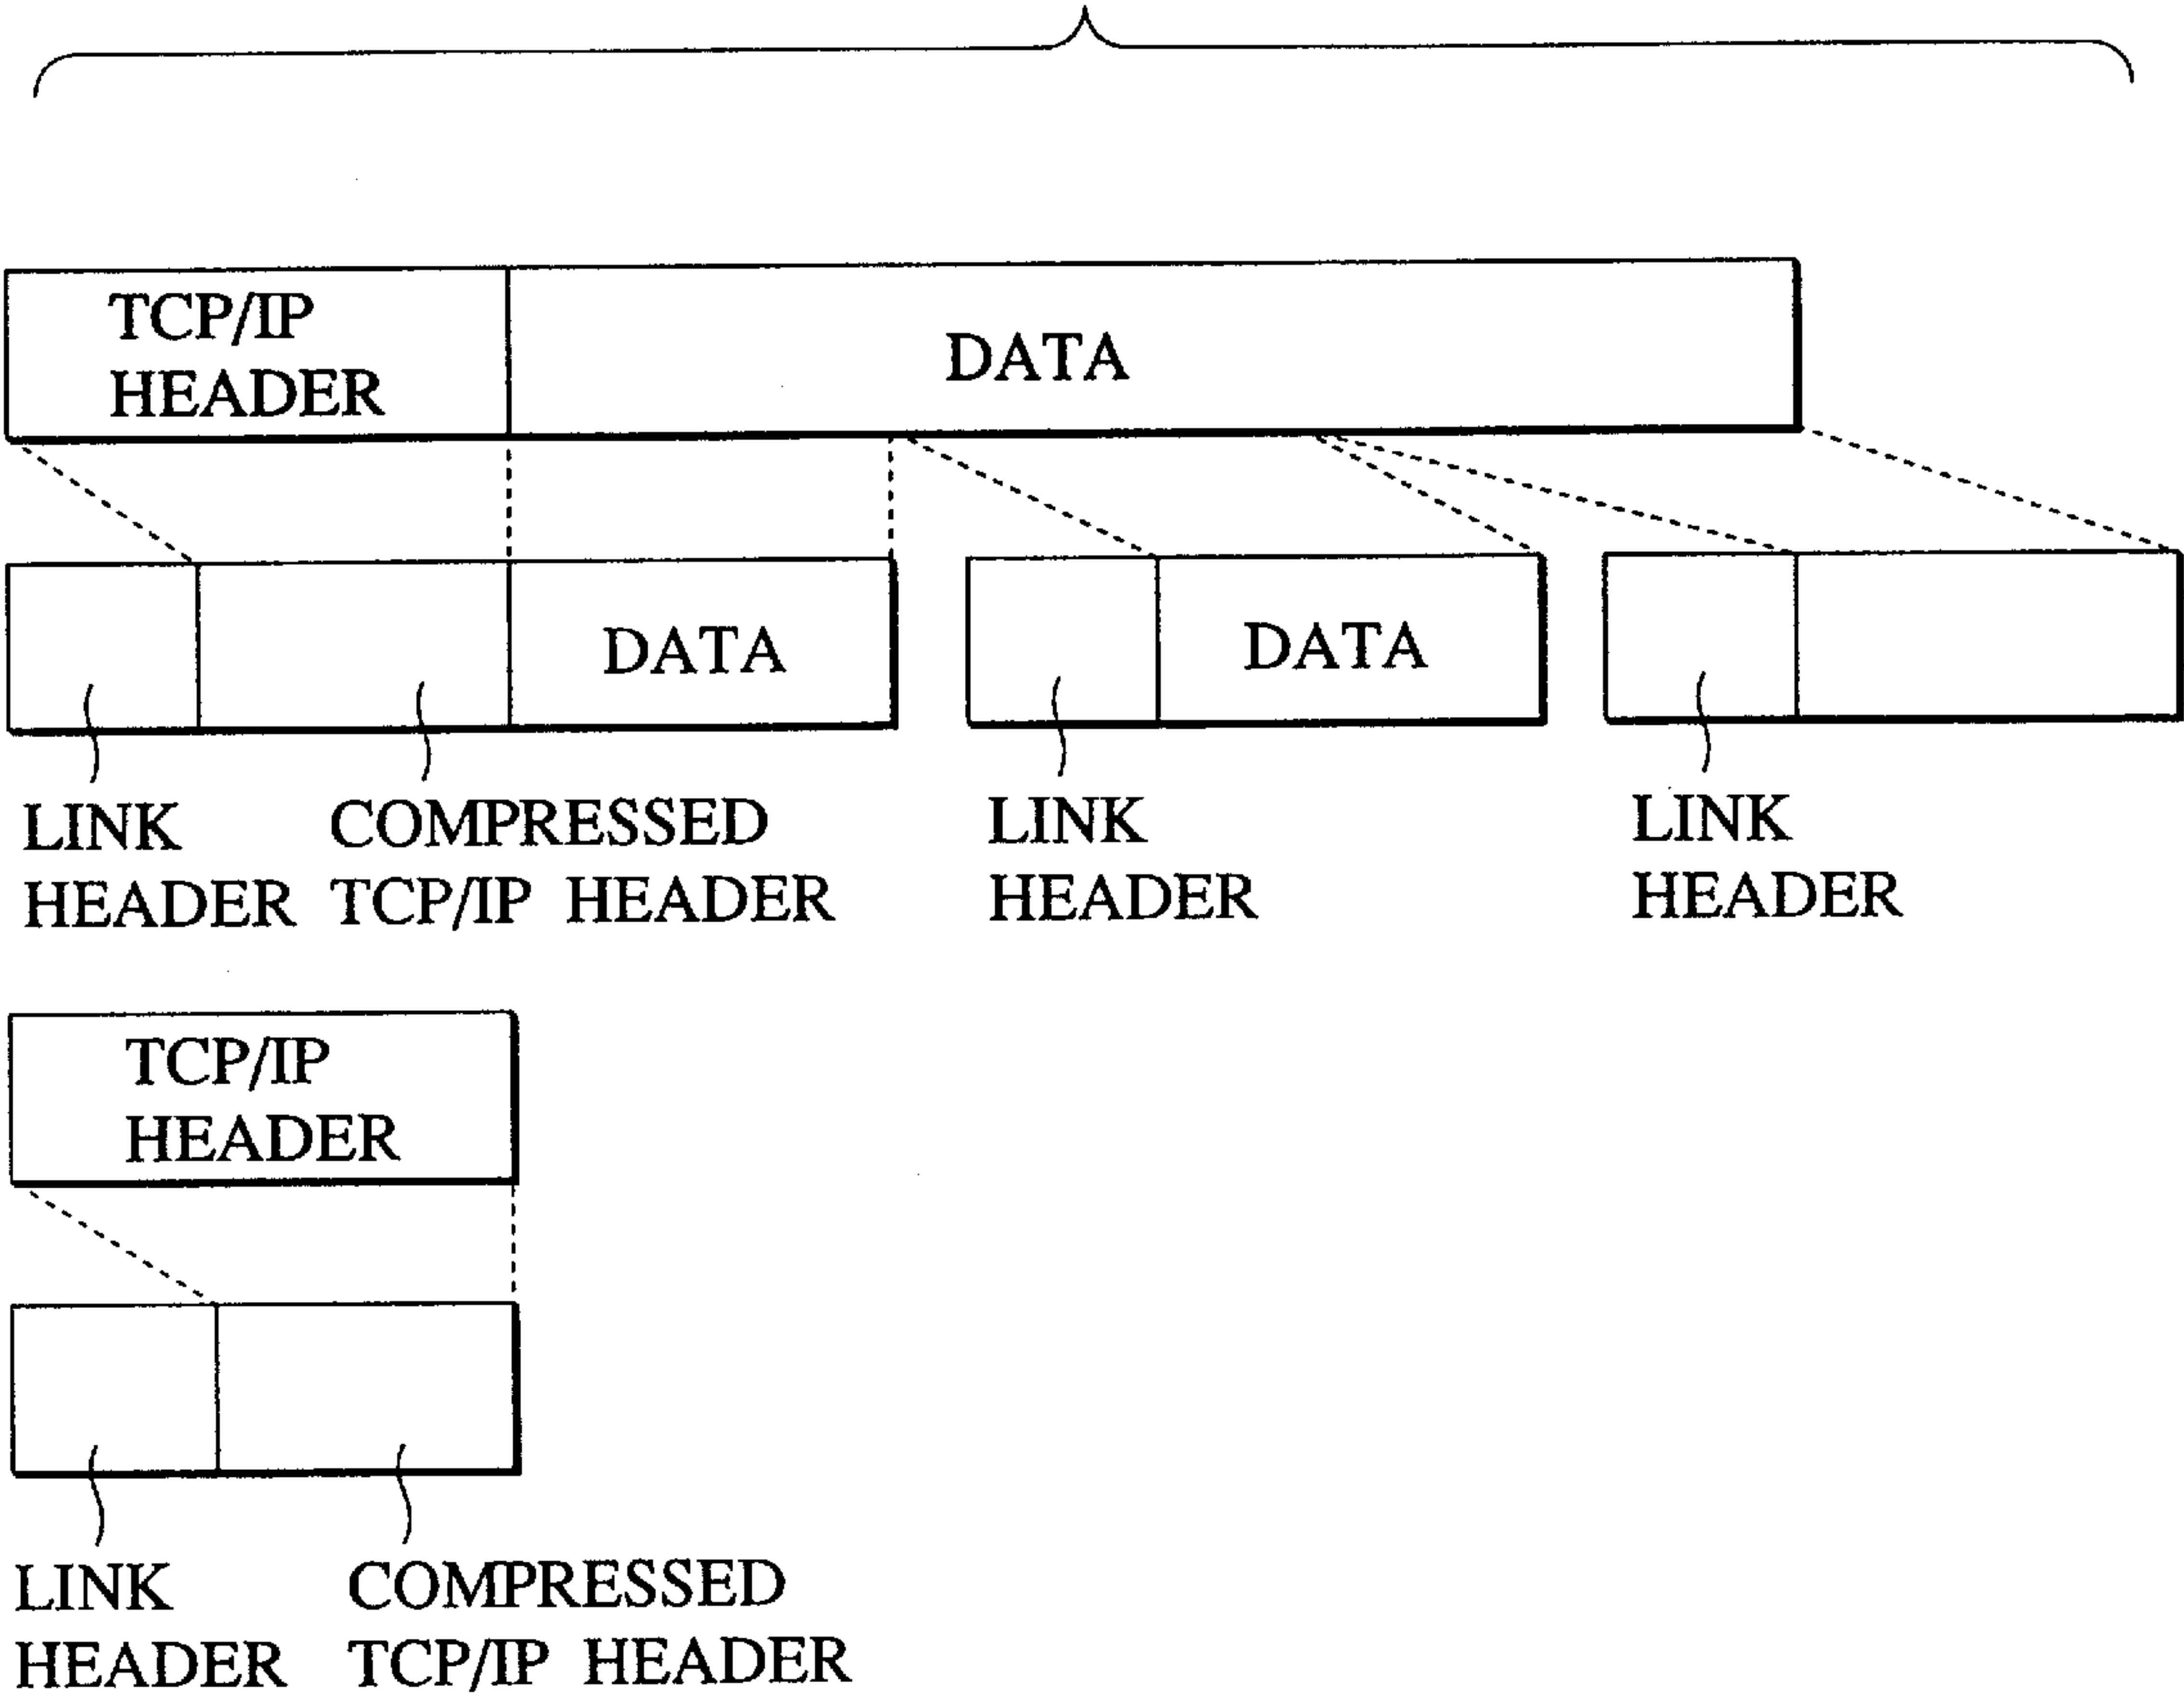 TCP/IP
HEADER
DATA
DATA
DATA
LINK
HEADER
COMPRESSED
TCP/IP HEADER
LINK
HEADER
LINK
HEADER
TCP/IP
HEADER
LINK
HEADER
COMPRESSED
TCP/IP HEADER